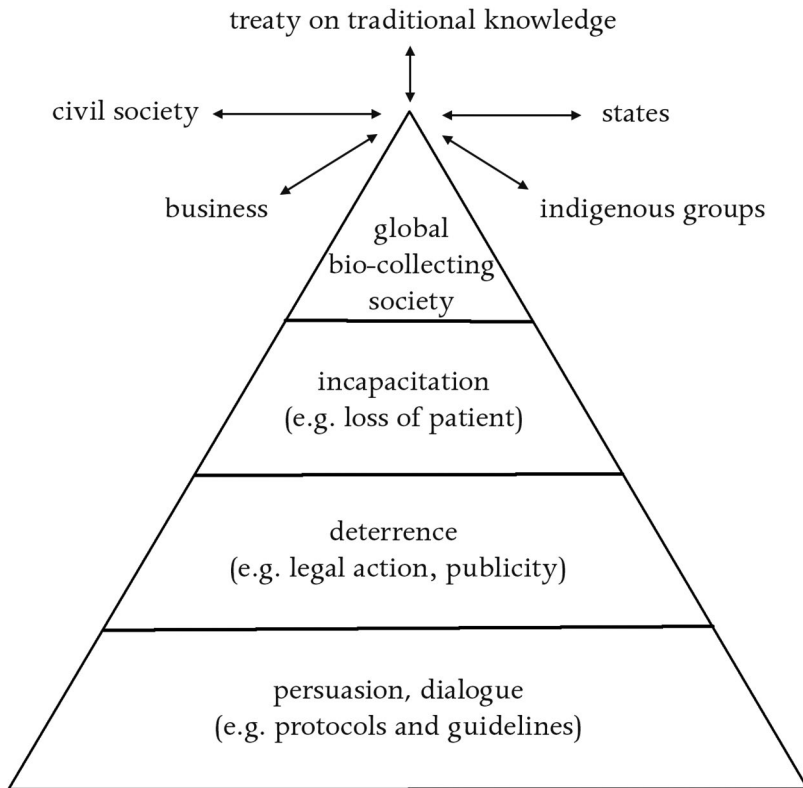 treaty on traditional knowledge
civil society
states
business
indigenous groups
global
bio-collecting
society
incapacitation
(e.g. loss of patient)
deterrence
(e.g. legal action, publicity)
persuasion, dialogue
(e.g. protocols and guidelines)